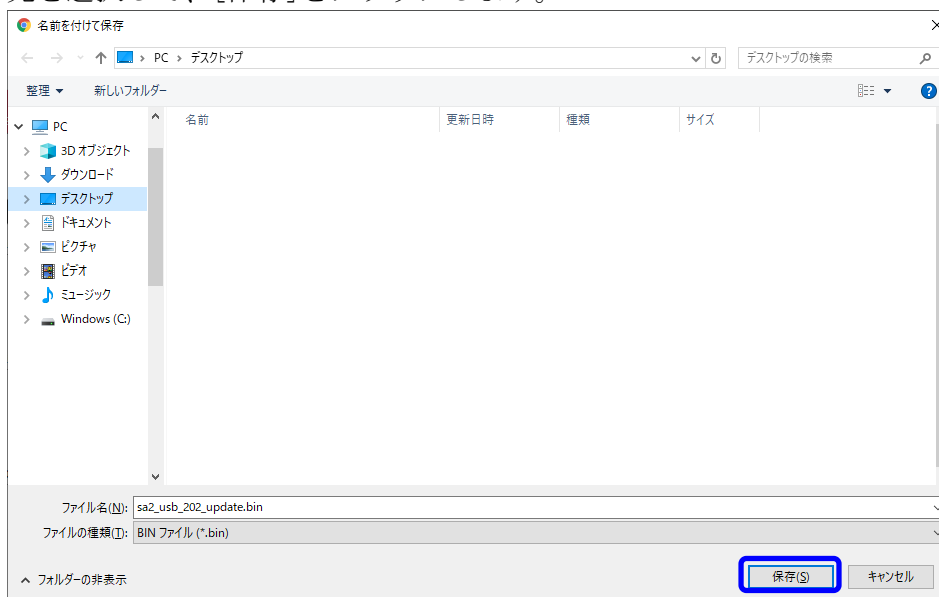 名前を付けて保存
PC › デスクトップ
デスクトップの検索
整理
新しいフォルダー
?
名前 更新日時 種類 サイズ
PC
3D オブジェクト
ダウンロード
デスクトップ
ドキュメント
ピクチャ
ビデオ
ミュージック
Windows (C:)
ファイル名(N): sa2_usb_202_update.bin
ファイルの種類(T): BIN ファイル (*.bin)
フォルダーの非表示
保存(S)
キャンセル